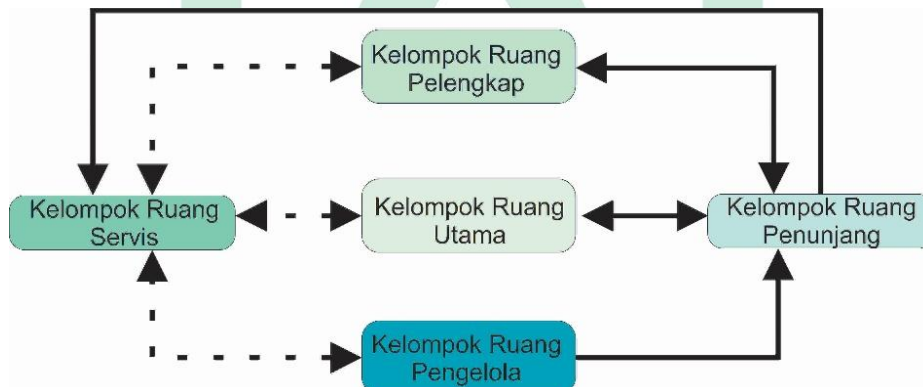 Kelompok Ruang
Pelengkap
Kelompok Ruang
Servis
Kelompok Ruang
Utama
Kelompok Ruang
Penunjang
Kelompok Ruang
Pengelola